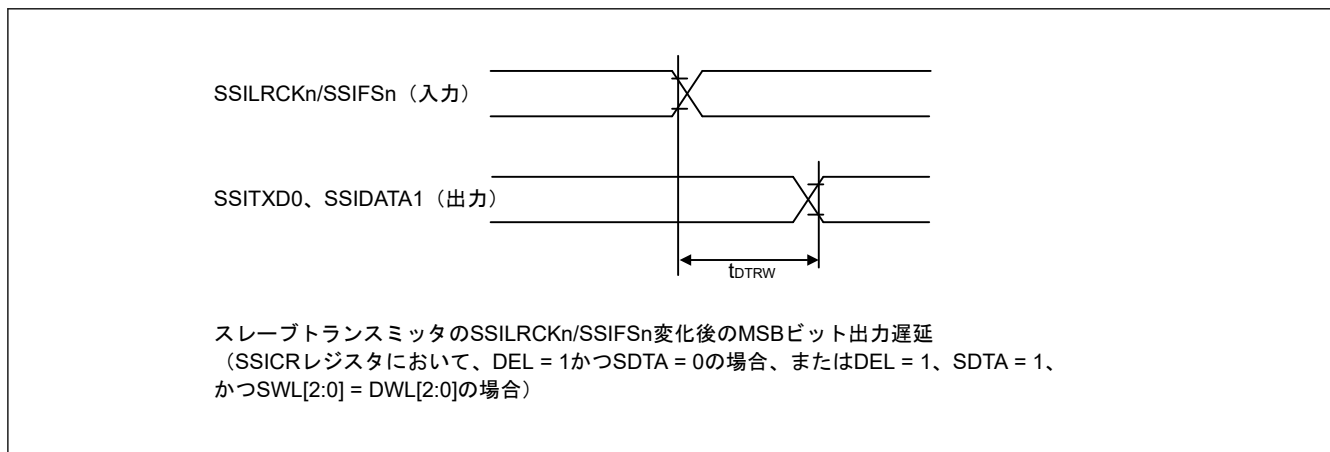 SSILRCKn/SSIFSn（入力）
SSITXD0、SSIDATA1（出力）
tDTRW
スレーブトランスミッタのSSILRCKn/SSIFSn変化後のMSBビット出力遅延
（SSICRレジスタにおいて、DEL = 1かつSDTA = 0の場合、またはDEL = 1、SDTA = 1、
かつSWL[2:0] = DWL[2:0]の場合）